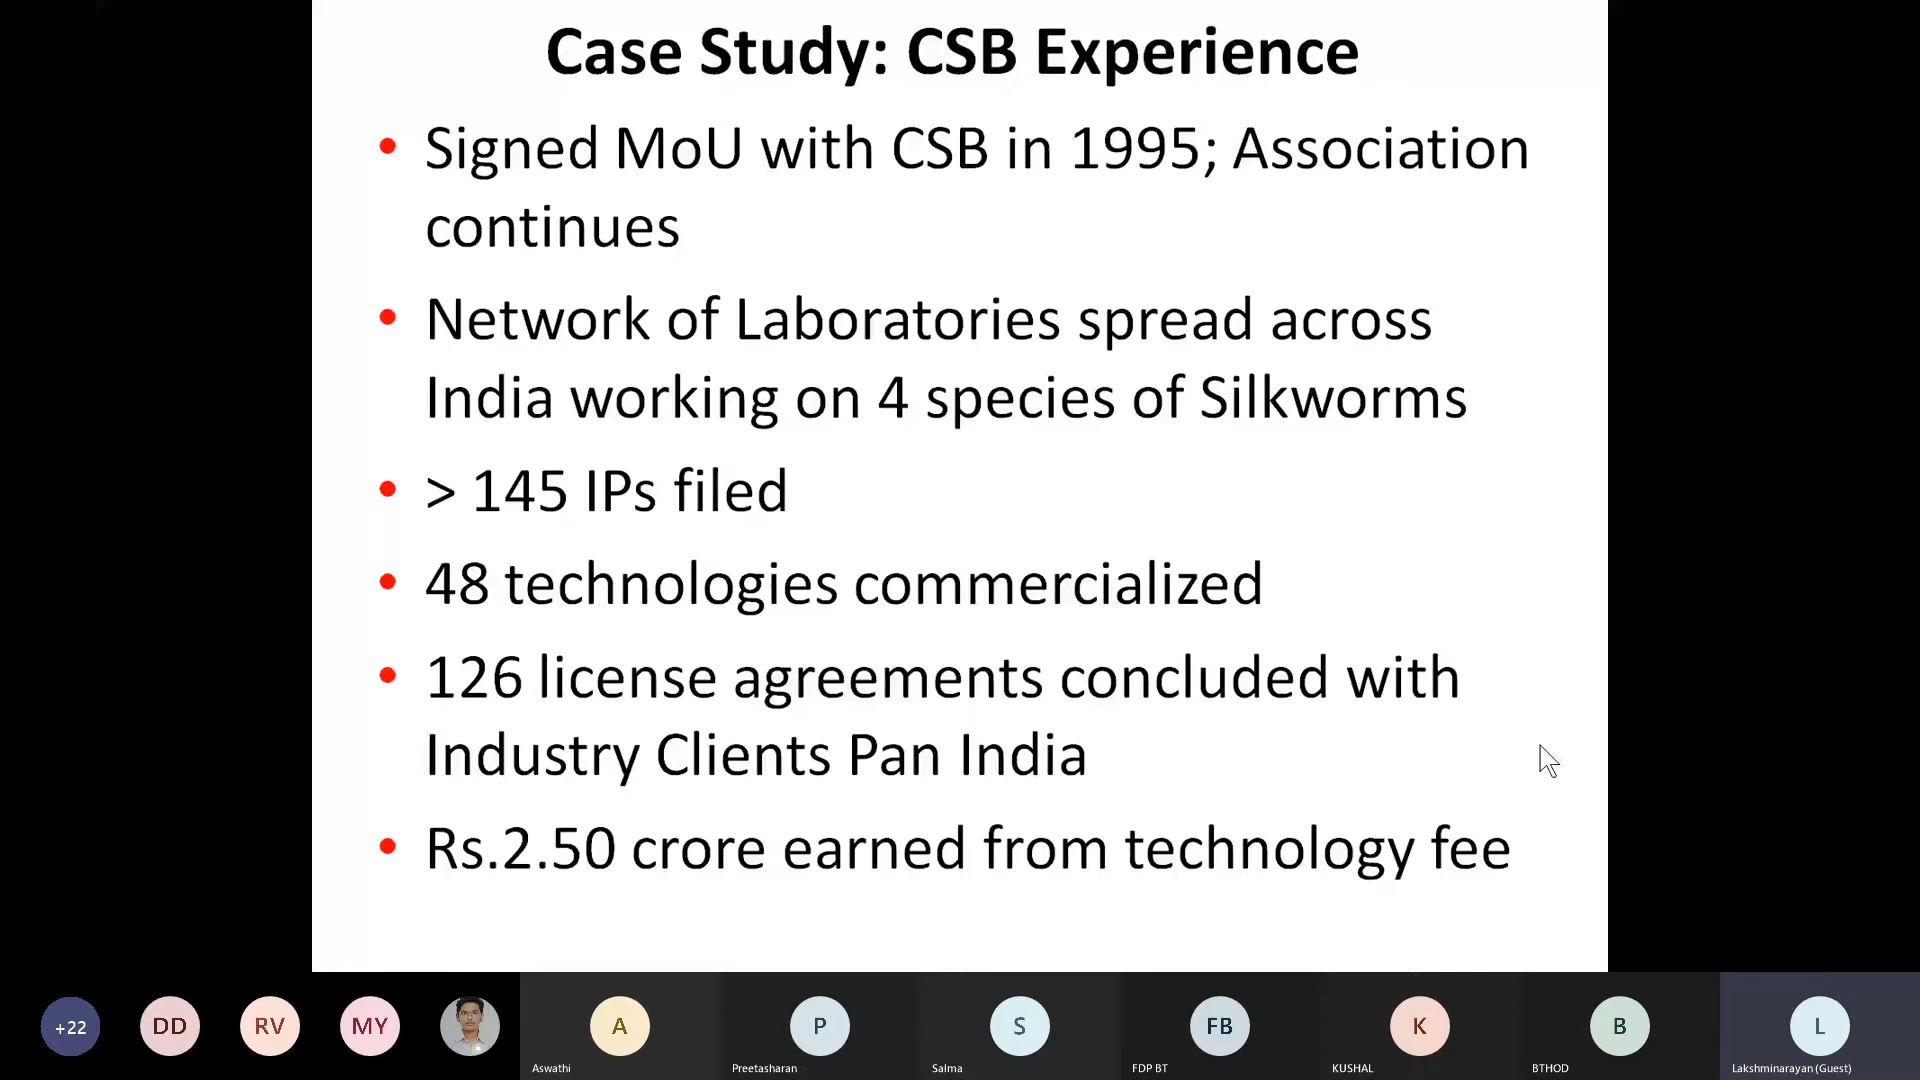 Case Study: CSB Experience
• Signed MoU with CSB in 1995; Association
continues
• Network of Laboratories spread across
India working on 4 species of Silkworms
• > 145 IPs filed
• 48 technologies commercialized
• 126 license agreements concluded with
Industry Clients Pan India
• Rs.2.50 crore earned from technology fee
+22
DD
RV
MY
A
P
S
FB
K
B
L
Aswathi
Preetasharan
Salma
FDP BT
KUSHAL
BTHOD
Lakshminarayan (Guest)